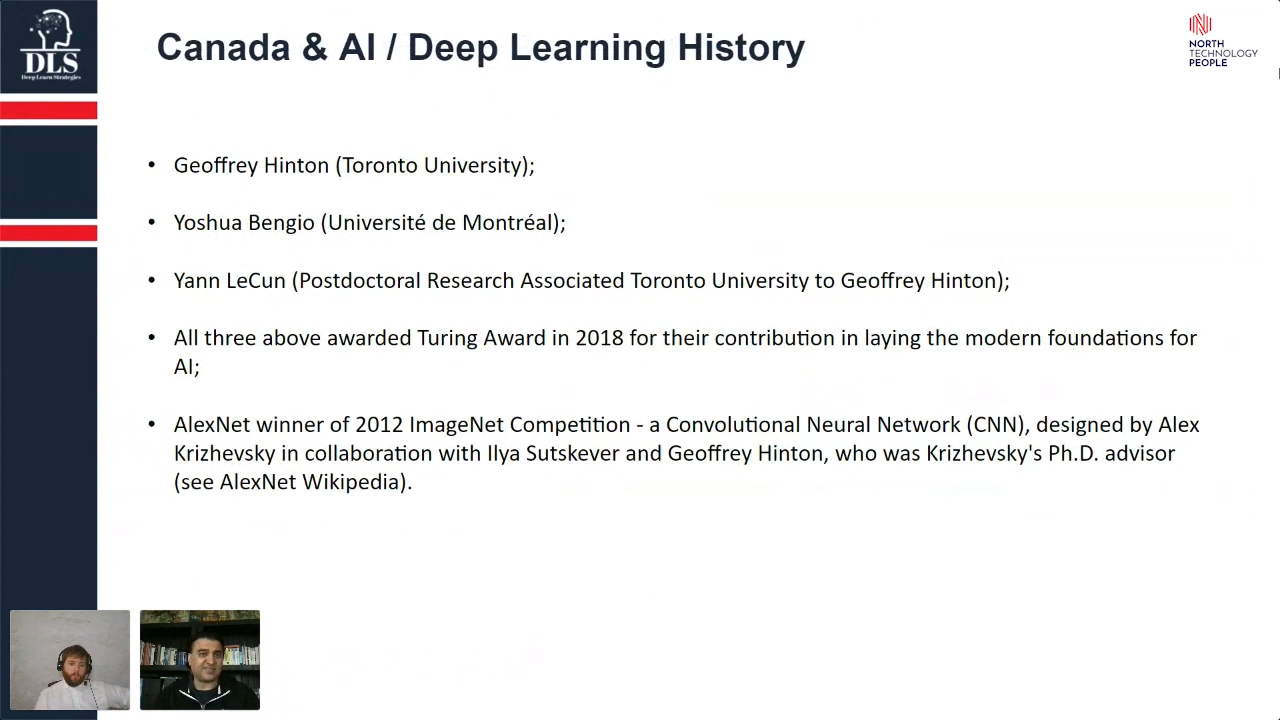 DLS
Deep Learn Strategies
Canada & AI / Deep Learning History
NORTH
TECHNOLOGY
PEOPLE
• Geoffrey Hinton (Toronto University);
• Yoshua Bengio (Université de Montréal);
• Yann LeCun (Postdoctoral Research Associated Toronto University to Geoffrey Hinton);
• All three above awarded Turing Award in 2018 for their contribution in laying the modern foundations for
AI;
• AlexNet winner of 2012 ImageNet Competition - a Convolutional Neural Network (CNN), designed by Alex
Krizhevsky in collaboration with Ilya Sutskever and Geoffrey Hinton, who was Krizhevsky's Ph.D. advisor
(see AlexNet Wikipedia).